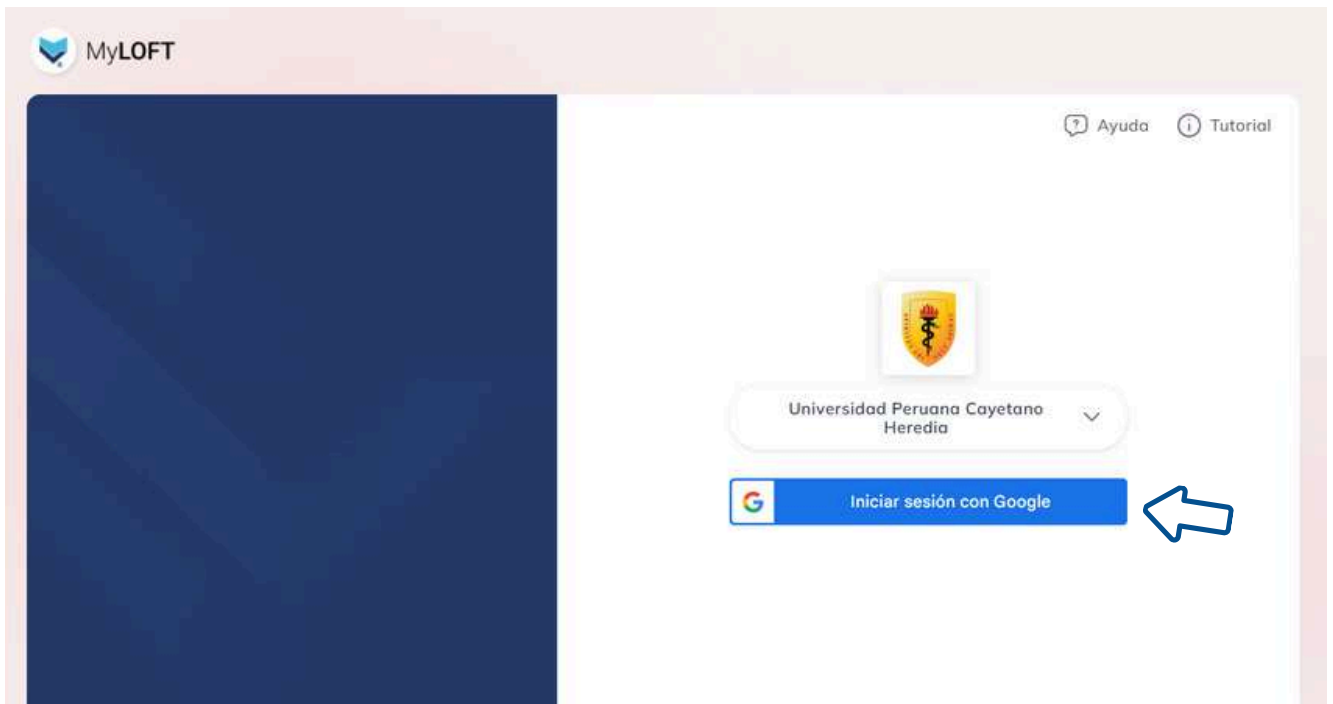 MyLOFT
Ayuda
Tutorial
Universidad Peruana Cayetano
Heredia
Iniciar sesión con Google